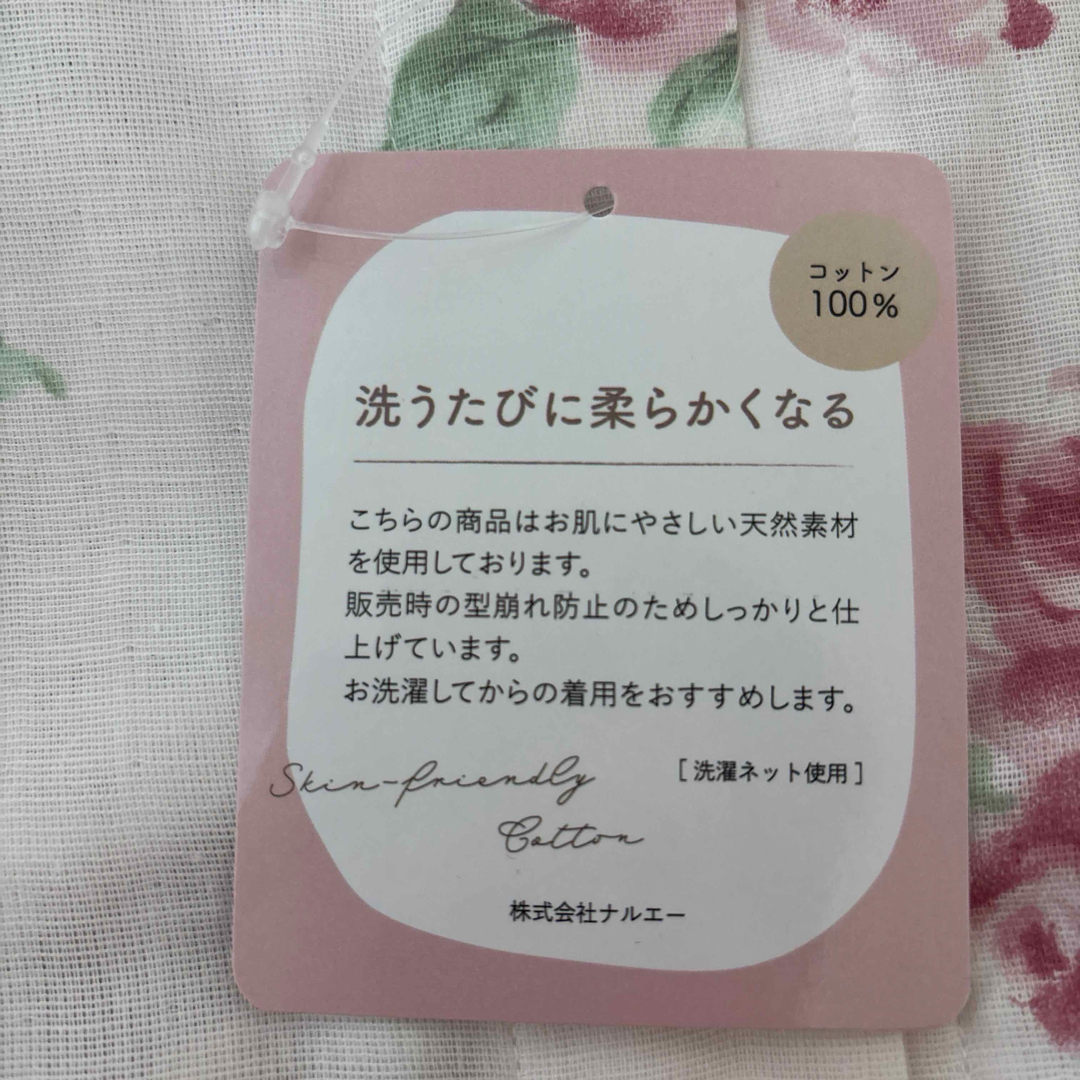 コットン
100%
洗うたびに柔らかくなる
こちらの商品はお肌にやさしい天然素材
を使用しております。
販売時の型崩れ防止のためしっかりと仕
上げています。
お洗濯してからの着用をおすすめします。
Skin-friendly
[洗濯ネット使用]
Cotton
株式会社ナルエー